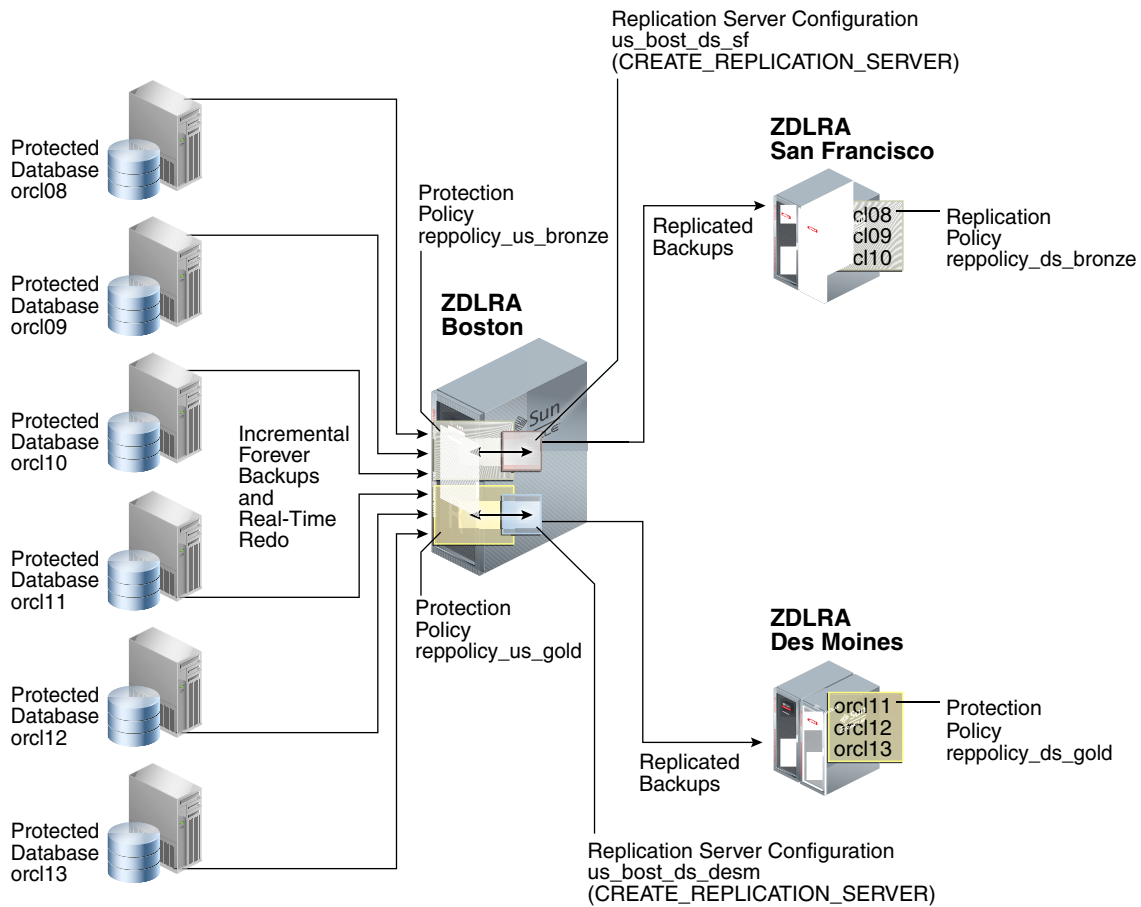 Replication Server Configuration
us_bost_ds_sf
(CREATE_REPLICATION_SERVER)
Protected
Database
orcl08
Protected
Database
orcl09
Protected
Database
orcl10
Protected
Database
orcl11
Protected
Database
orcl12
Protected
Database
orcl13
Incremental
Forever
Backups
and
Real-Time
Redo
Protection
Policy
reppolicy_us_bronze
ZDLRA
Boston
Sun
Protection
Policy
reppolicy_us_gold
Replicated
Backups
ZDLRA
San Francisco
cl08
cl09
cl10
Replication
Policy
reppolicy_ds_bronze
Replicated
Backups
ZDLRA
Des Moines
orcl11
orcl12
orcl13
Protection
Policy
reppolicy_ds_gold
Replication Server Configuration
us_bost_ds_desm
(CREATE_REPLICATION_SERVER)